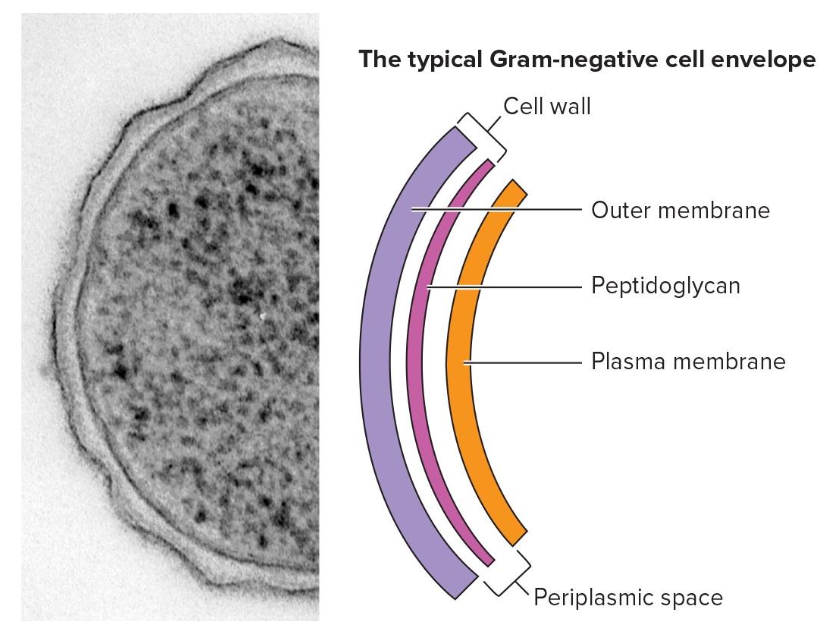 The typical Gram-negative cell envelope
Cell wall
Outer membrane
Peptidoglycan
Plasma membrane
Periplasmic space